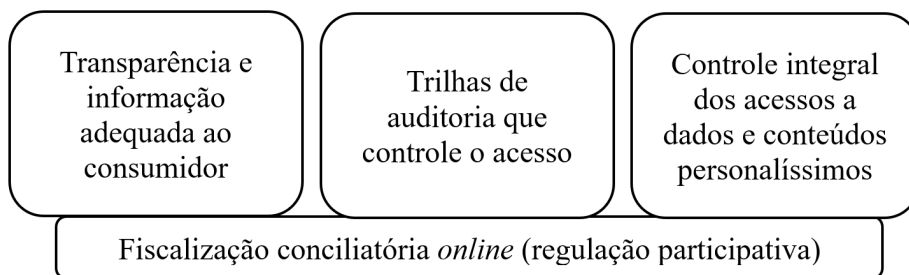 Transparência e
informação
adequada ao
consumidor
Trilhas de
auditoria que
controle o acesso
Controle integral
dos acessos a
dados e conteúdos
personalíssimos
Fiscalização conciliatória online (regulação participativa)